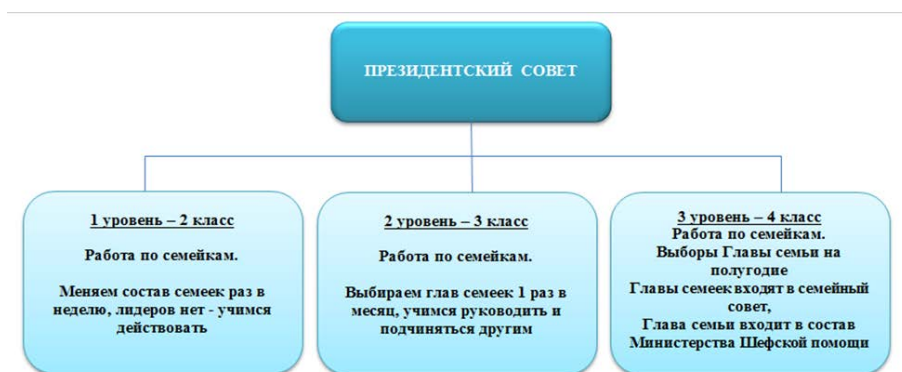 ПРЕЗИДЕНТСКИЙ СОВЕТ
1 уровень – 2 класс
Работа по семейкам.
Меняем состав семеек раз в
неделю, лидеров нет - учимся
действовать
2 уровень – 3 класс
Работа по семейкам.
Выбираем глав семеек 1 раз в
месяц, учимся руководить и
подчиняться другим
3 уровень – 4 класс
Работа по семейкам.
Выборы Главы семьи на
полугодие
Главы семеек входят в семейный
совет,
Глава семьи входит в состав
Министерства Шефской помощи